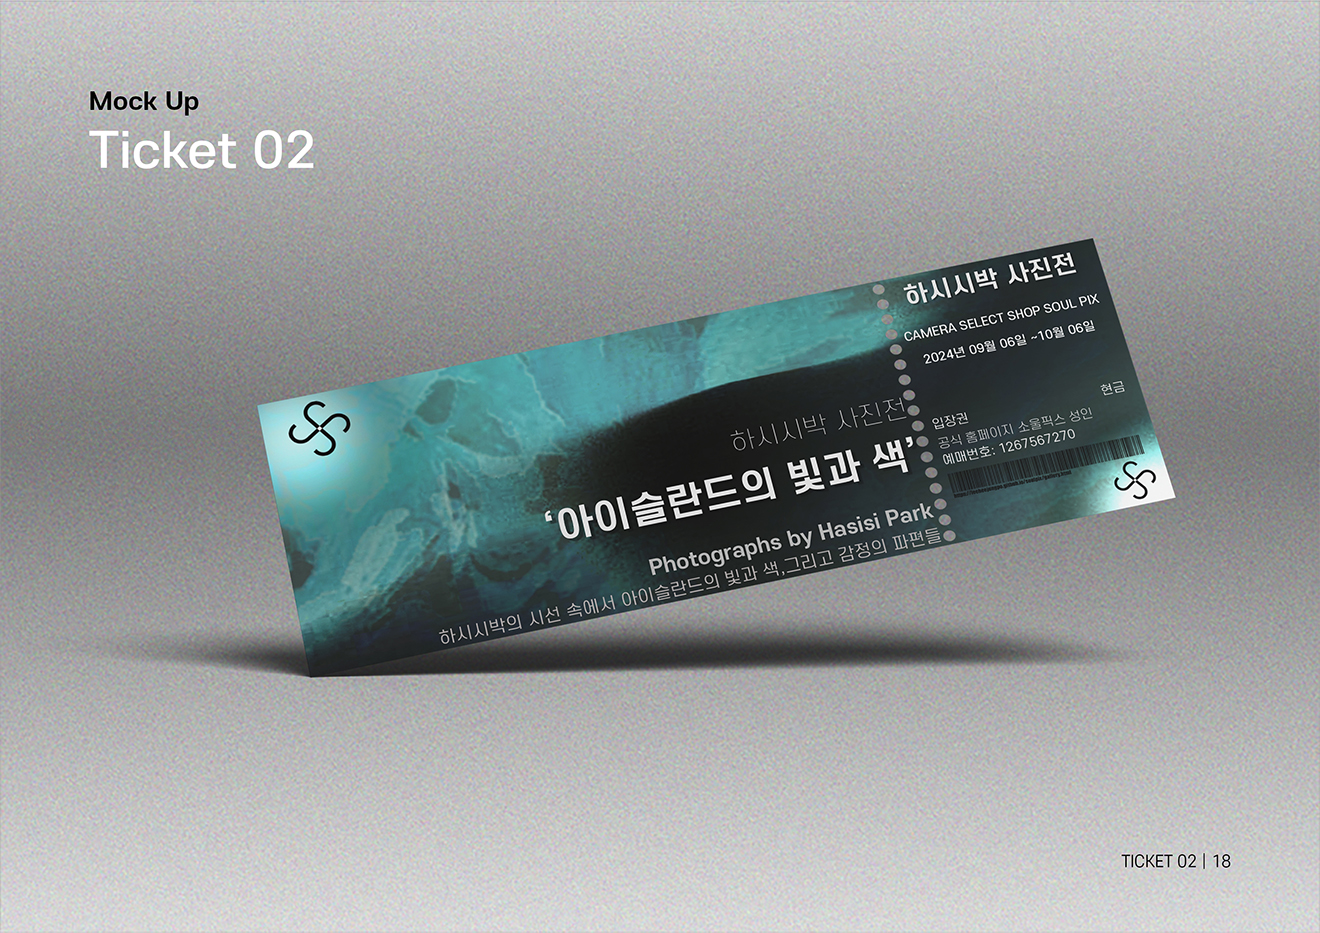 Mock Up
Ticket 02
하시시박 사진전
‘아이슬란드의 빛과 색’
Photographs by Hasisi Park
하시시박의 시선 속에서 아이슬란드의 빛과 색,그리고 감정의 파편들
하시시박 사진전
CAMERA SELECT SHOP SOUL PIX
2024년 09월 06일 ~10월 06일
현금
입장권
공식 홈페이지 소울픽스 성인
예매번호: 1267567270
TICKET 02 | 18